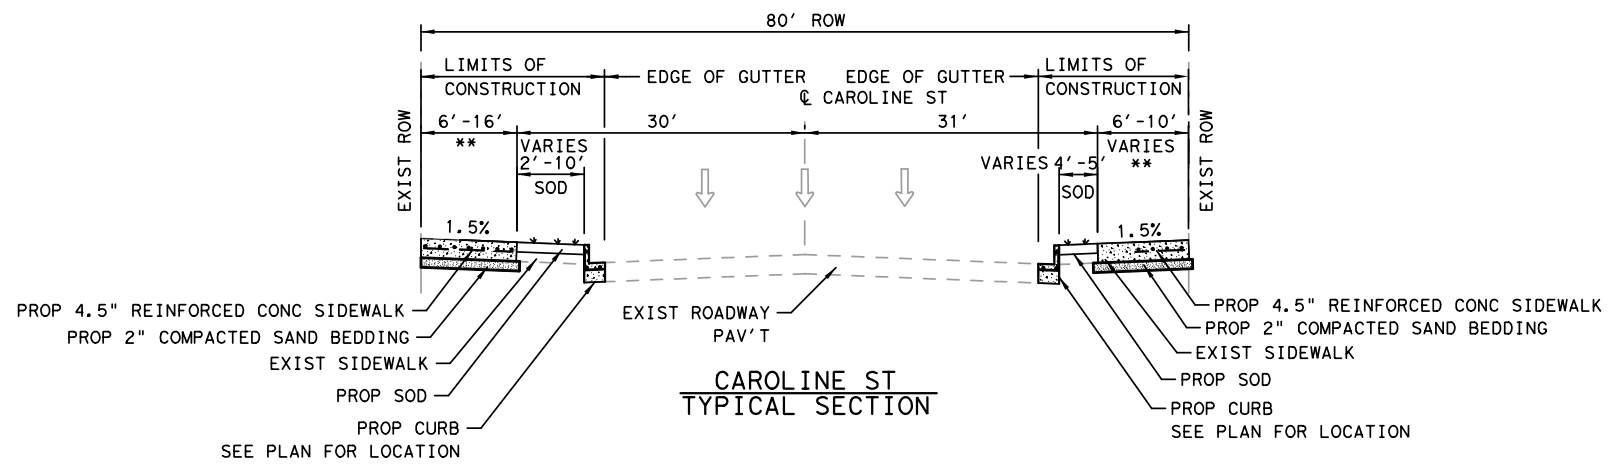 80' ROW
LIMITS OF
CONSTRUCTION
EDGE OF GUTTER
EDGE OF GUTTER
LIMITS OF
CONSTRUCTION
℄ CAROLINE ST
EXIST ROW
6'-16'
**
30'
31'
6'-10'
VARIES
**
EXIST ROW
VARIES
2'-10'
SOD
VARIES 4'-5'
SOD
1.5%
1.5%
PROP 4.5" REINFORCED CONC SIDEWALK
PROP 2" COMPACTED SAND BEDDING
EXIST SIDEWALK
PROP SOD
PROP CURB
SEE PLAN FOR LOCATION
EXIST ROADWAY
PAV'T
PROP 4.5" REINFORCED CONC SIDEWALK
PROP 2" COMPACTED SAND BEDDING
EXIST SIDEWALK
PROP SOD
PROP CURB
SEE PLAN FOR LOCATION
CAROLINE ST
TYPICAL SECTION